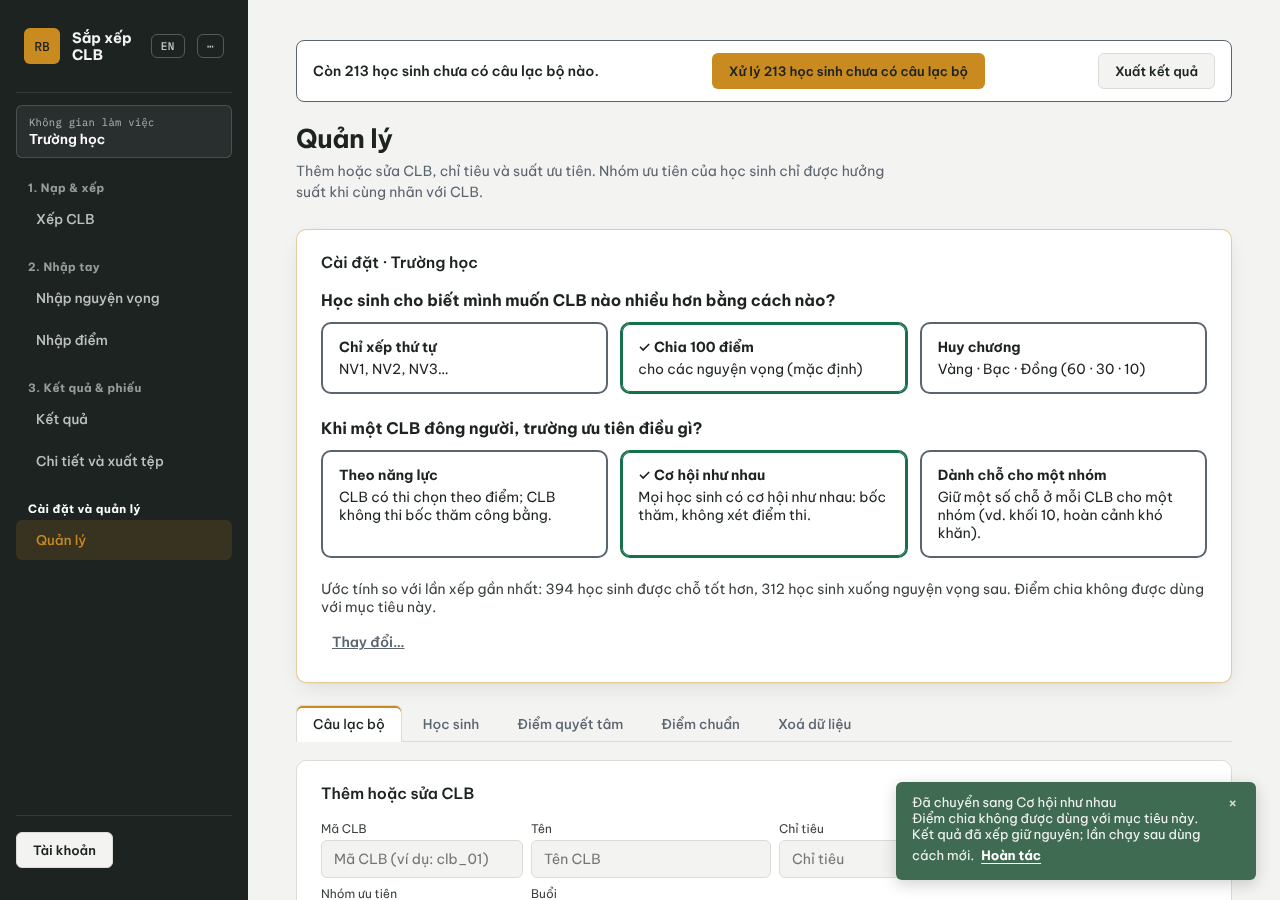 RB
Sắp xếp
CLB
EN
…
Không gian làm việc
Trường học
1. Nạp & xếp
Xếp CLB
2. Nhập tay
Nhập nguyện vọng
Nhập điểm
3. Kết quả & phiếu
Kết quả
Chi tiết và xuất tệp
Cài đặt và quản lý
Quản lý
Tài khoản
Còn 213 học sinh chưa có câu lạc bộ nào.
Xử lý 213 học sinh chưa có câu lạc bộ
Xuất kết quả
Quản lý
Thêm hoặc sửa CLB, chỉ tiêu và suất ưu tiên. Nhóm ưu tiên của học sinh chỉ được hưởng
suất khi cùng nhãn với CLB.
Cài đặt · Trường học
Học sinh cho biết mình muốn CLB nào nhiều hơn bằng cách nào?
Chỉ xếp thứ tự
NV1, NV2, NV3…
✓ Chia 100 điểm
cho các nguyện vọng (mặc định)
Huy chương
Vàng · Bạc · Đồng (60 · 30 · 10)
Khi một CLB đông người, trường ưu tiên điều gì?
Theo năng lực
CLB có thi chọn theo điểm; CLB
không thi bốc thăm công bằng.
✓ Cơ hội như nhau
Mọi học sinh có cơ hội như nhau: bốc
thăm, không xét điểm thi.
Dành chỗ cho một nhóm
Giữ một số chỗ ở mỗi CLB cho một
nhóm (vd. khối 10, hoàn cảnh khó
khăn).
Ước tính so với lần xếp gần nhất: 394 học sinh được chỗ tốt hơn, 312 học sinh xuống nguyện vọng sau. Điểm chia không được dùng
với mục tiêu này.
Thay đổi…
Câu lạc bộ
Học sinh
Điểm quyết tâm
Điểm chuẩn
Xoá dữ liệu
Thêm hoặc sửa CLB
Mã CLB
Tên
Chỉ tiêu
Mã CLB (ví dụ: clb_01)
Tên CLB
Chỉ tiêu
Nhóm ưu tiên
Buổi
Đã chuyển sang Cơ hội như nhau
×
Điểm chia không được dùng với mục tiêu này.
Kết quả đã xếp giữ nguyên; lần chạy sau dùng
cách mới. Hoàn tác